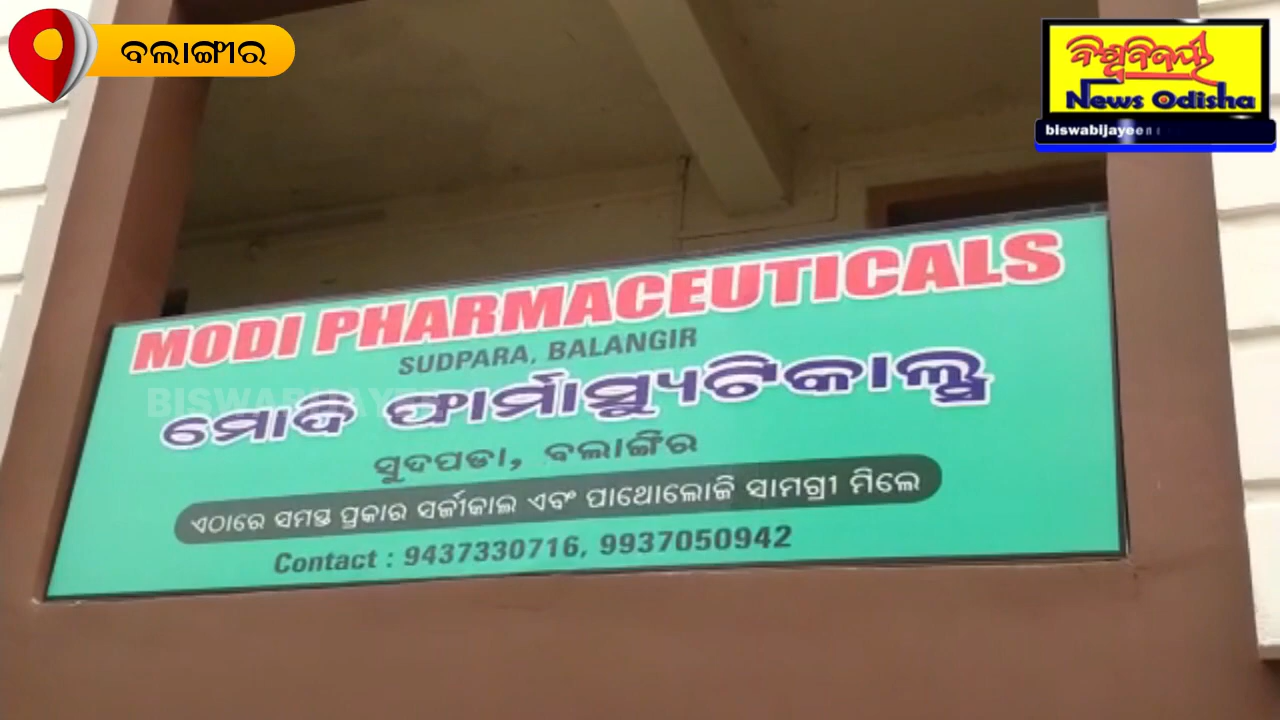 ବଲାଙ୍ଗୀର
ବିଶ୍ୱବିଜୟୀ
News Odisha
MODI PHARMACEUTICALS
SUDPARA, BALANGIR
ମୋଦି ଫାର୍ମାସ୍ୟୁଟିକାଲ୍ସ
ସୁଦପଡା, ବଲାଙ୍ଗିର
ଏଠାରେ ସମସ୍ତ ପ୍ରକାର ସର୍ଜୀକାଲ ଏବଂ ପାଥୋଲୋଜି ସାମଗ୍ରୀ ମିଳେ
Contact : 9437330716, 9937050942